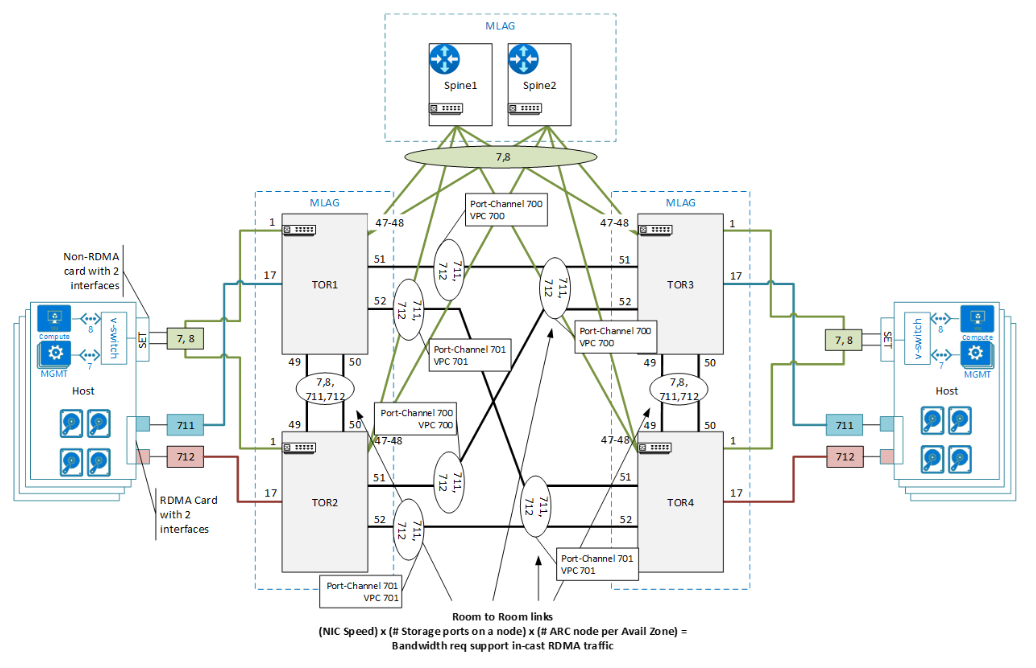 MLAG
Spine1
Spine2
7,8
MLAG
MLAG
Port-Channel 700
VPC 700
1
47-48
47-48
1
Non-RDMA
card with 2
interfaces
51
711,
712
51
17
TOR1
711,
712
TOR3
17
52
711,
712
52
Compute
8
v-switch
SET
7, 8
MGMT
7
Host
Port-Channel 700
VPC 700
Port-Channel 701
VPC 701
7, 8
SET
v-switch
8
Compute
7
MGMT
Host
49
50
49
50
7,8,
711,712
7,8,
711,712
Port-Channel 700
VPC 700
49
50
49
50
711
712
711
712
1
47-48
47-48
1
51
711,
712
51
17
TOR2
711,
712
TOR4
17
52
711,
712
52
RDMA Card
with 2
interfaces
Port-Channel 701
VPC 701
Port-Channel 701
VPC 701
Room to Room links
(NIC Speed) x (# Storage ports on a node) x (# ARC node per Avail Zone) =
Bandwidth req support in-cast RDMA traffic